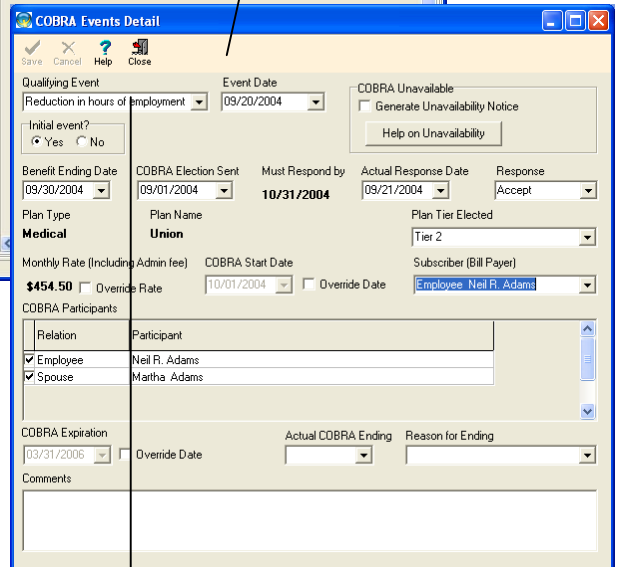 COBRA Events Detail
Save Cancel Help Close
Qualifying Event Event Date COBRA Unavailable
Reduction in hours of employment 09/20/2004 Generate Unavailability Notice
Initial event? Help on Unavailability
Yes No
Benefit Ending Date COBRA Election Sent Must Respond by Actual Response Date Response
09/30/2004 09/01/2004 10/31/2004 09/21/2004 Accept
Plan Type Plan Name Plan Tier Elected
Medical Union Tier 2
Monthly Rate (Including Admin fee) COBRA Start Date Subscriber (Bill Payer)
$454.50 Override Rate 10/01/2004 Override Date Employee Neil R. Adams
COBRA Participants
Relation Participant
Employee Neil R. Adams
Spouse Martha Adams
COBRA Expiration Actual COBRA Ending Reason for Ending
03/31/2006 Override Date
Comments